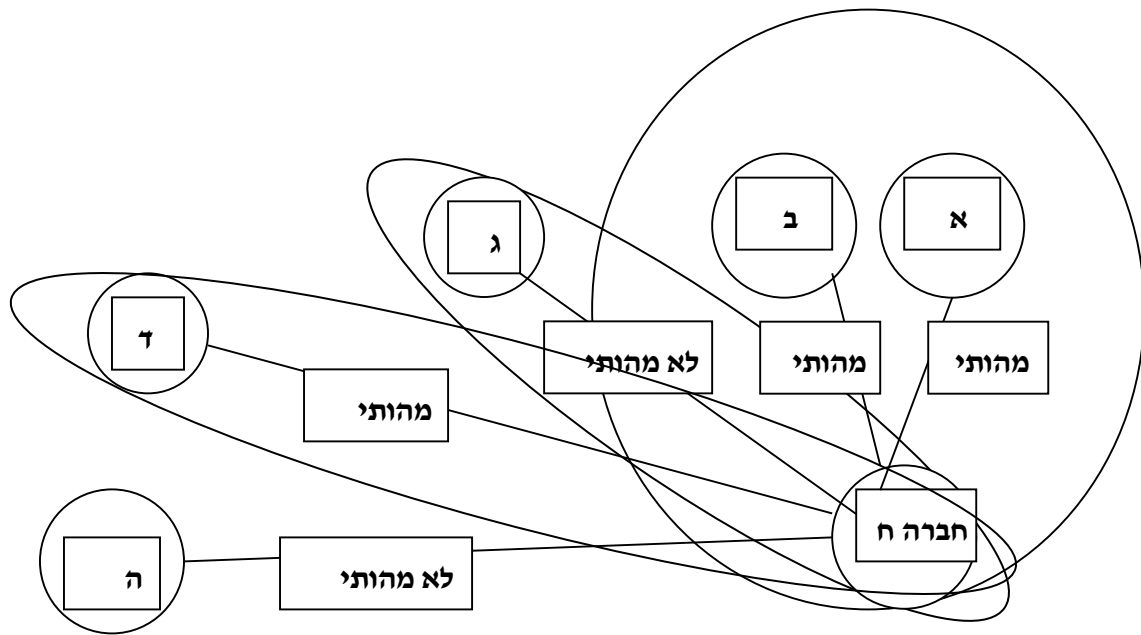 א
ב
ג
ד
מהותי
מהותי
לא מהותי
מהותי
חברה ח
לא מהותי
ה